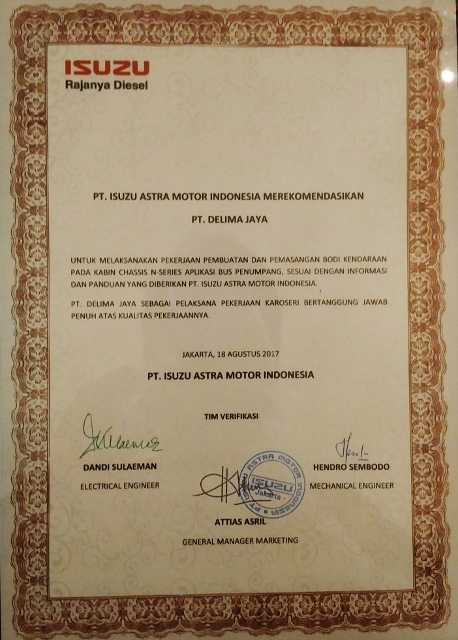 ISUZU
Rajanya Diesel
PT. ISUZU ASTRA MOTOR INDONESIA MEREKOMENDASIKAN
PT. DELIMA JAYA
UNTUK MELAKSANAKAN PEKERJAAN PEMBUATAN DAN PEMASANGAN BODI KENDARAAN
PADA KABIN CHASSIS N-SERIES APLIKASI BUS PENUMPANG, SESUAI DENGAN INFORMASI
DAN PANDUAN YANG DIBERIKAN PT. ISUZU ASTRA MOTOR INDONESIA.
PT. DELIMA JAYA SEBAGAI PELAKSANA PEKERJAAN KAROSERI BERTANGGUNG JAWAB
PENUH ATAS KUALITAS PEKERJAANNYA.
JAKARTA, 18 AGUSTUS 2017
PT. ISUZU ASTRA MOTOR INDONESIA
TIM VERIFIKASI
DANDI SULAEMAN
ELECTRICAL ENGINEER
HENDRO SEMBODO
MECHANICAL ENGINEER
ASTRA MOTOR INDONESIA
ISUZU
Jakarta
ATTIAS ASRIL
GENERAL MANAGER MARKETING